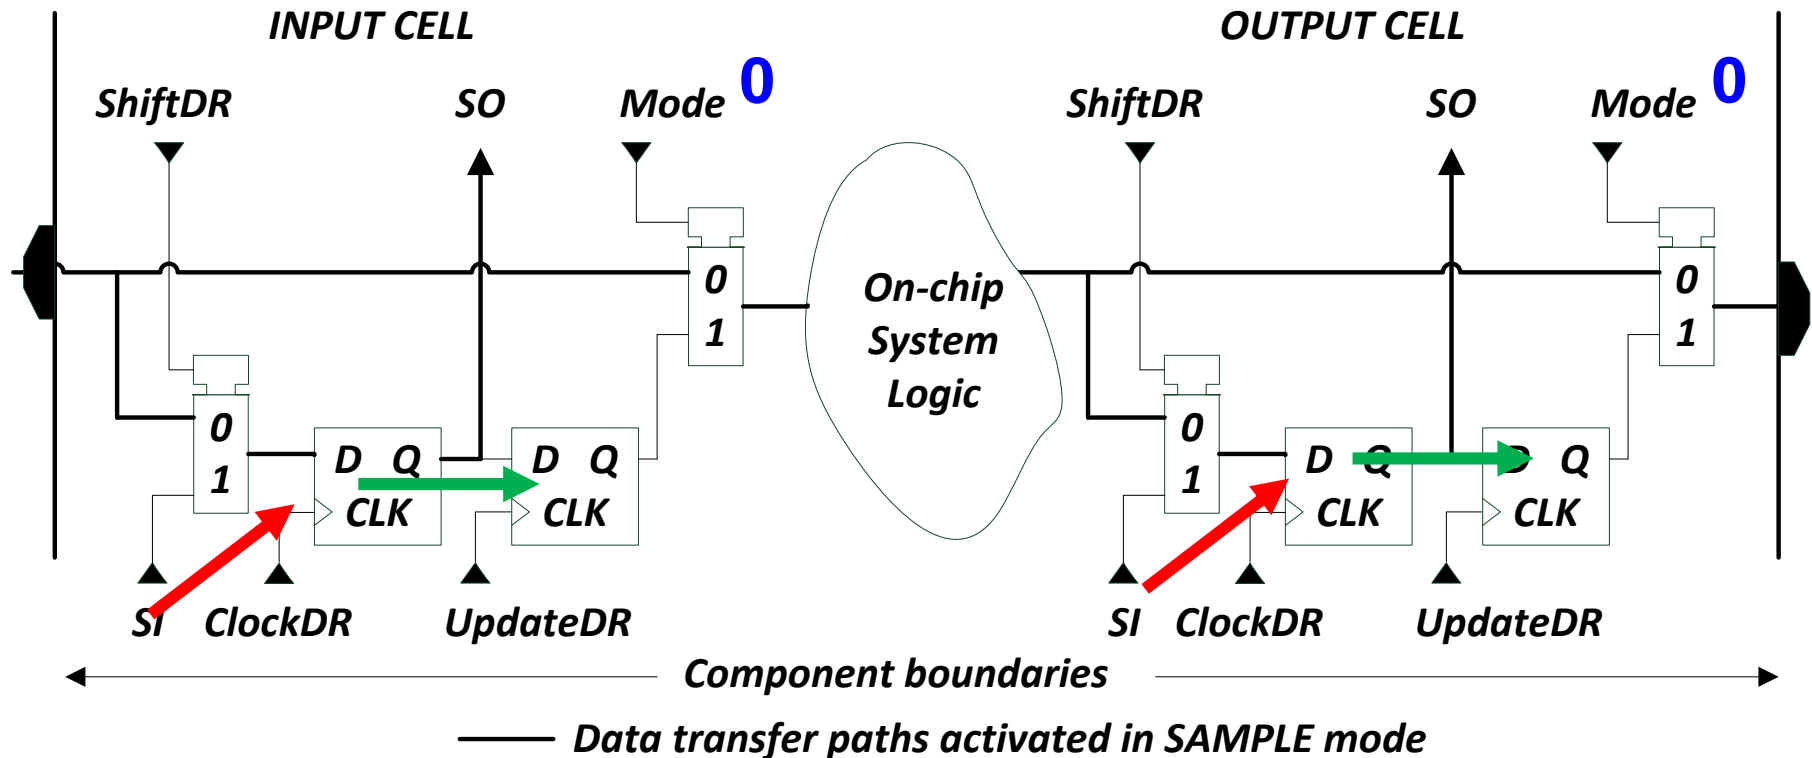 INPUT CELL
OUTPUT CELL
ShiftDR
SO
Mode 0
ShiftDR
SO
Mode 0
0
1
On-chip
System
Logic
0
1
0
1
D Q
CLK
D Q
CLK
0
1
D Q
CLK
D Q
CLK
SI
ClockDR
UpdateDR
SI
ClockDR
UpdateDR
Component boundaries
Data transfer paths activated in SAMPLE mode